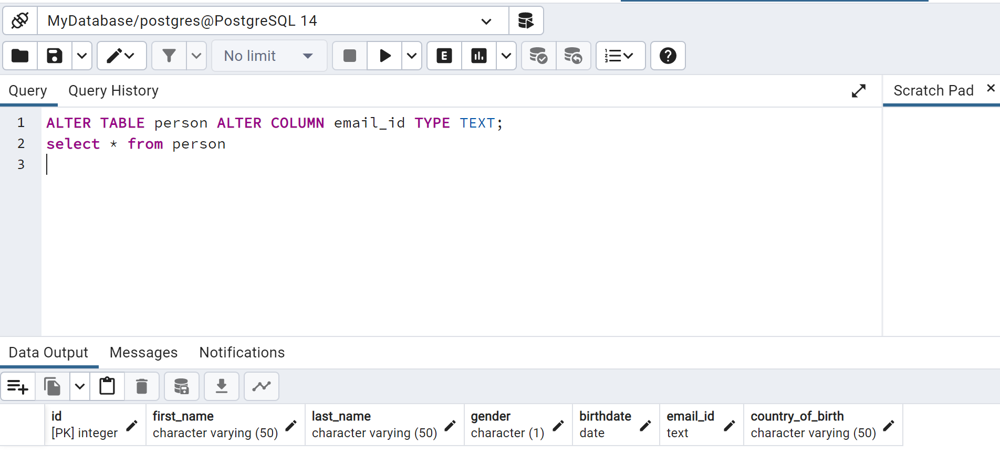 MyDatabase/postgres@PostgreSQL 14
No limit
E
Query Query History Scratch Pad
1 ALTER TABLE person ALTER COLUMN email_id TYPE TEXT;
2 select * from person
3
Data Output Messages Notifications
id first_name last_name gender birthdate email_id country_of_birth
[PK] integer character varying (50) character varying (50) character (1) date text character varying (50)